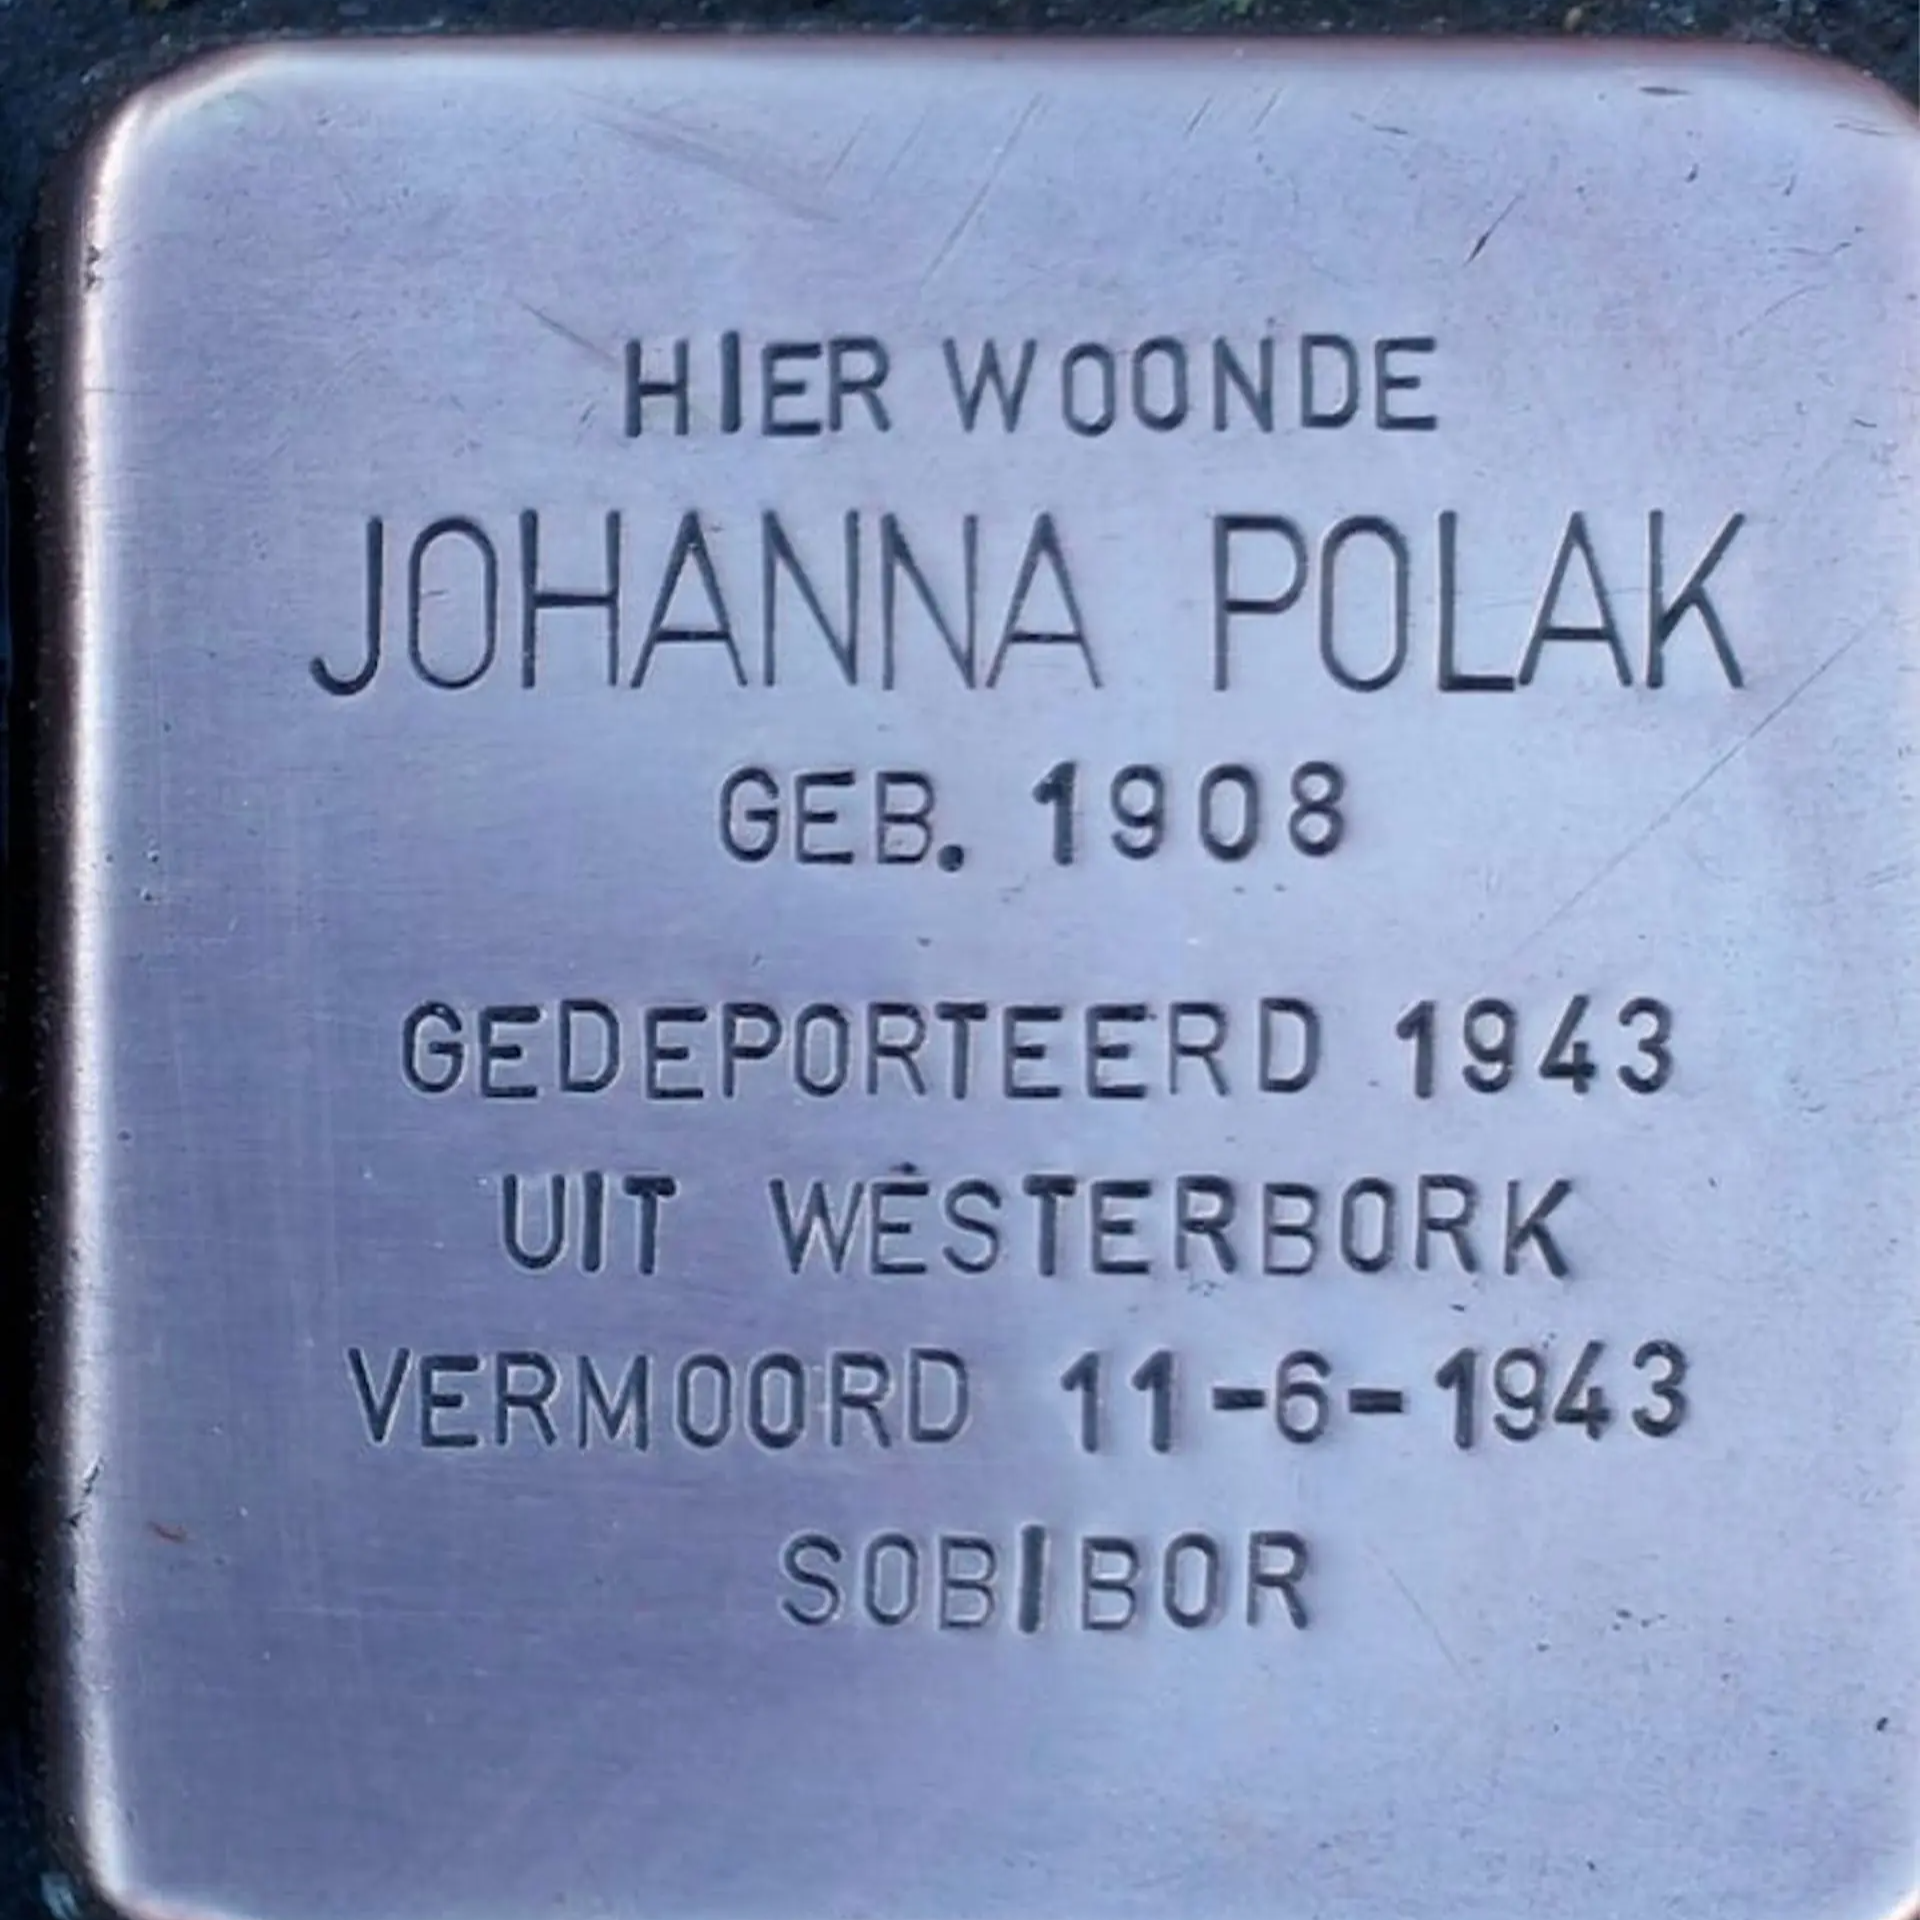 HIER WOONDE
JOHANNA POLAK
GEB. 1908
GEDEPORTEERD 1943
UIT WESTERBORK
VERMOORD 11-6-1943
SOBIBOR